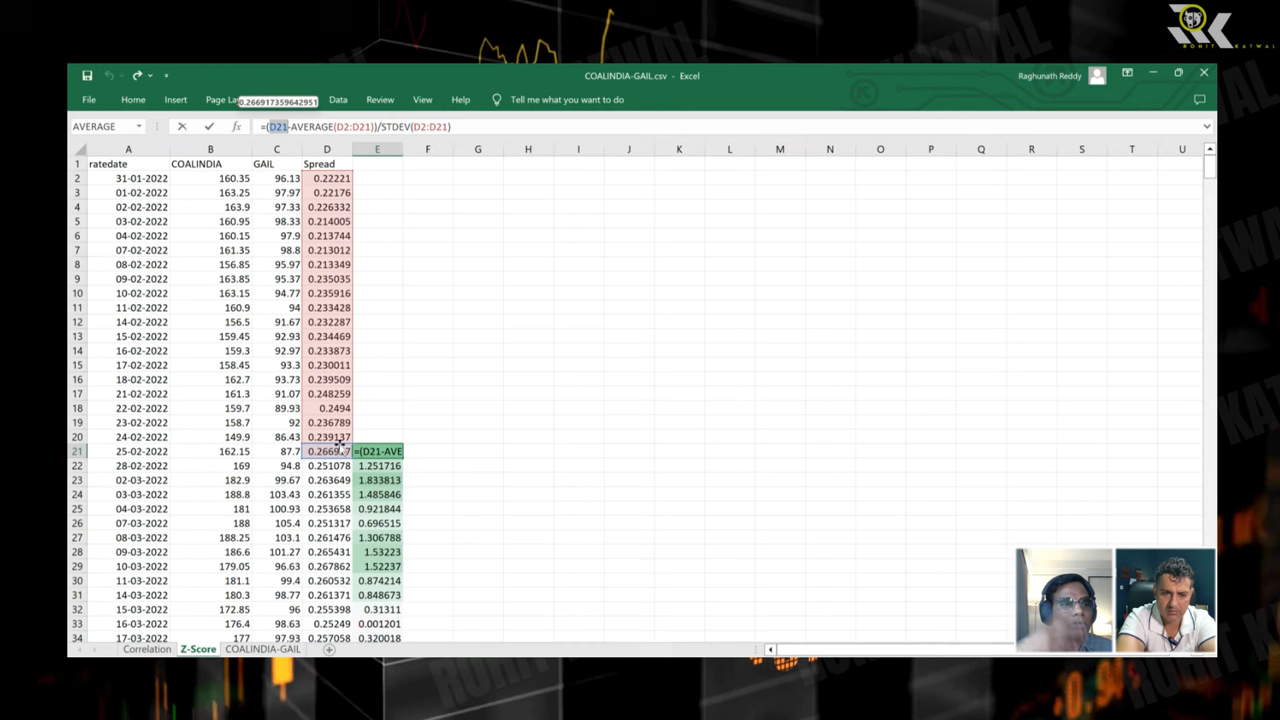 ROHIT KATWAL
COALINDIA-GAIL.csv - Excel
Raghunath Reddy
File Home Insert Page La 0.266917359642951 Data Review View Help Tell me what you want to do
AVERAGE fx =(D21-AVERAGE(D2:D21))/STDEV(D2:D21)
A B C D E F G H I J K L M N O P Q R S T U
1 ratedate COALINDIA GAIL Spread
2 31-01-2022 160.35 96.13 0.22221
3 01-02-2022 163.25 97.97 0.22176
4 02-02-2022 163.9 97.33 0.226332
5 03-02-2022 160.95 98.33 0.214005
6 04-02-2022 160.15 97.9 0.213744
7 07-02-2022 161.35 98.8 0.213012
8 08-02-2022 156.85 95.97 0.213349
9 09-02-2022 163.85 95.37 0.235035
10 10-02-2022 163.15 94.77 0.235916
11 11-02-2022 160.9 94 0.233428
12 14-02-2022 156.5 91.67 0.232287
13 15-02-2022 159.45 92.93 0.234469
14 16-02-2022 159.3 92.97 0.233873
15 17-02-2022 158.45 93.3 0.230011
16 18-02-2022 162.7 93.73 0.239509
17 21-02-2022 161.3 91.07 0.248259
18 22-02-2022 159.7 89.93 0.2494
19 23-02-2022 158.7 92 0.236789
20 24-02-2022 149.9 86.43 0.239137
21 25-02-2022 162.15 87.7 =(D21-AVE
22 28-02-2022 169 94.8 0.251078 1.251716
23 02-03-2022 182.9 99.67 0.263649 1.833813
24 03-03-2022 188.8 103.43 0.261355 1.485846
25 04-03-2022 181 100.93 0.253658 0.921844
26 07-03-2022 188 105.4 0.251317 0.696515
27 08-03-2022 188.25 103.1 0.261476 1.306788
28 09-03-2022 186.6 101.27 0.265431 1.53223
29 10-03-2022 179.05 96.63 0.267862 1.52237
30 11-03-2022 181.1 99.4 0.260532 0.874214
31 14-03-2022 180.3 98.77 0.261371 0.848673
32 15-03-2022 172.85 96 0.255398 0.31311
33 16-03-2022 176.4 98.63 0.25249 0.001201
34 17-03-2022 177 97.93 0.257058 0.320018
Correlation Z-Score COALINDIA-GAIL